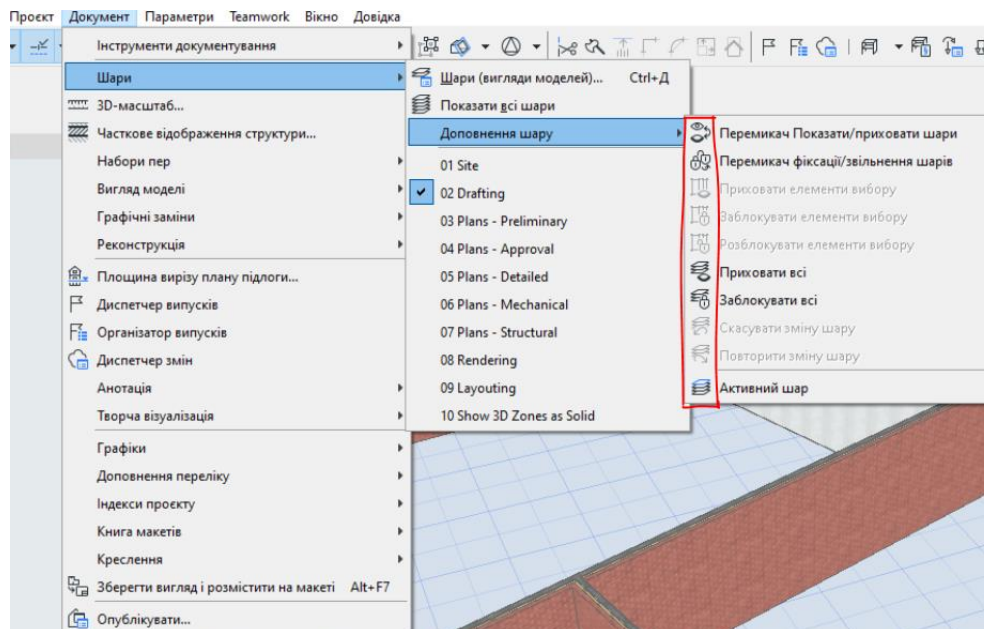 Проєкт Документ Параметри Teamwork Вікно Довідка
Інструменти документування
Шари
3D-масштаб...
Часткове відображення структури...
Набори пер
Вигляд моделі
Графічні заміни
Реконструкція
Площина вирізу плану підлоги...
Диспетчер випусків
Організатор випусків
Диспетчер змін
Анотація
Творча візуалізація
Графіки
Доповнення переліку
Індекси проєкту
Книга макетів
Креслення
Зберегти вигляд і розмістити на макеті Alt+F7
Опублікувати...
Шари (вигляди моделей)... Ctrl+Д
Показати всі шари
Доповнення шару
01 Site
02 Drafting
03 Plans - Preliminary
04 Plans - Approval
05 Plans - Detailed
06 Plans - Mechanical
07 Plans - Structural
08 Rendering
09 Layouting
10 Show 3D Zones as Solid
Перемикач Показати/приховати шари
Перемикач фіксації/звільнення шарів
Приховати елементи вибору
Заблокувати елементи вибору
Розблокувати елементи вибору
Приховати всі
Заблокувати всі
Скасувати зміну шару
Повторити зміну шару
Активний шар